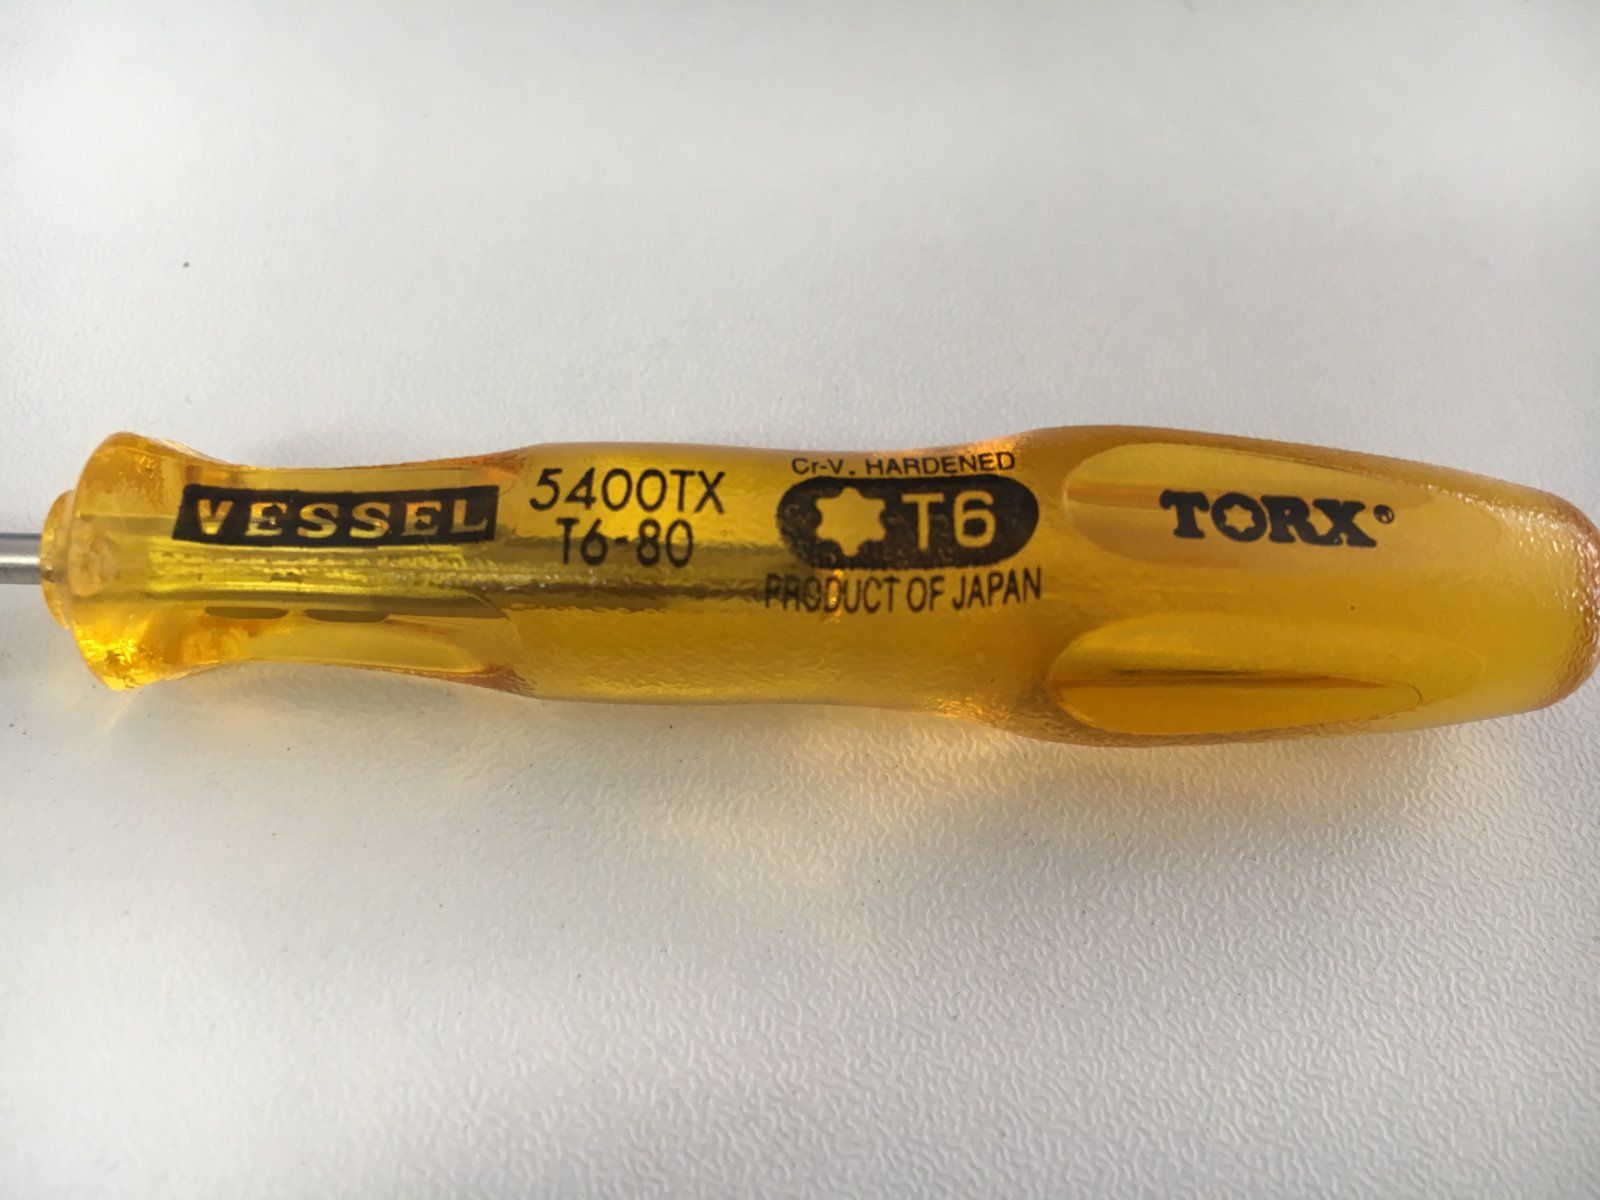 VESSEL
5400TX
T6-80
Cr-V. HARDENED
T6
PRODUCT OF JAPAN
TORX®